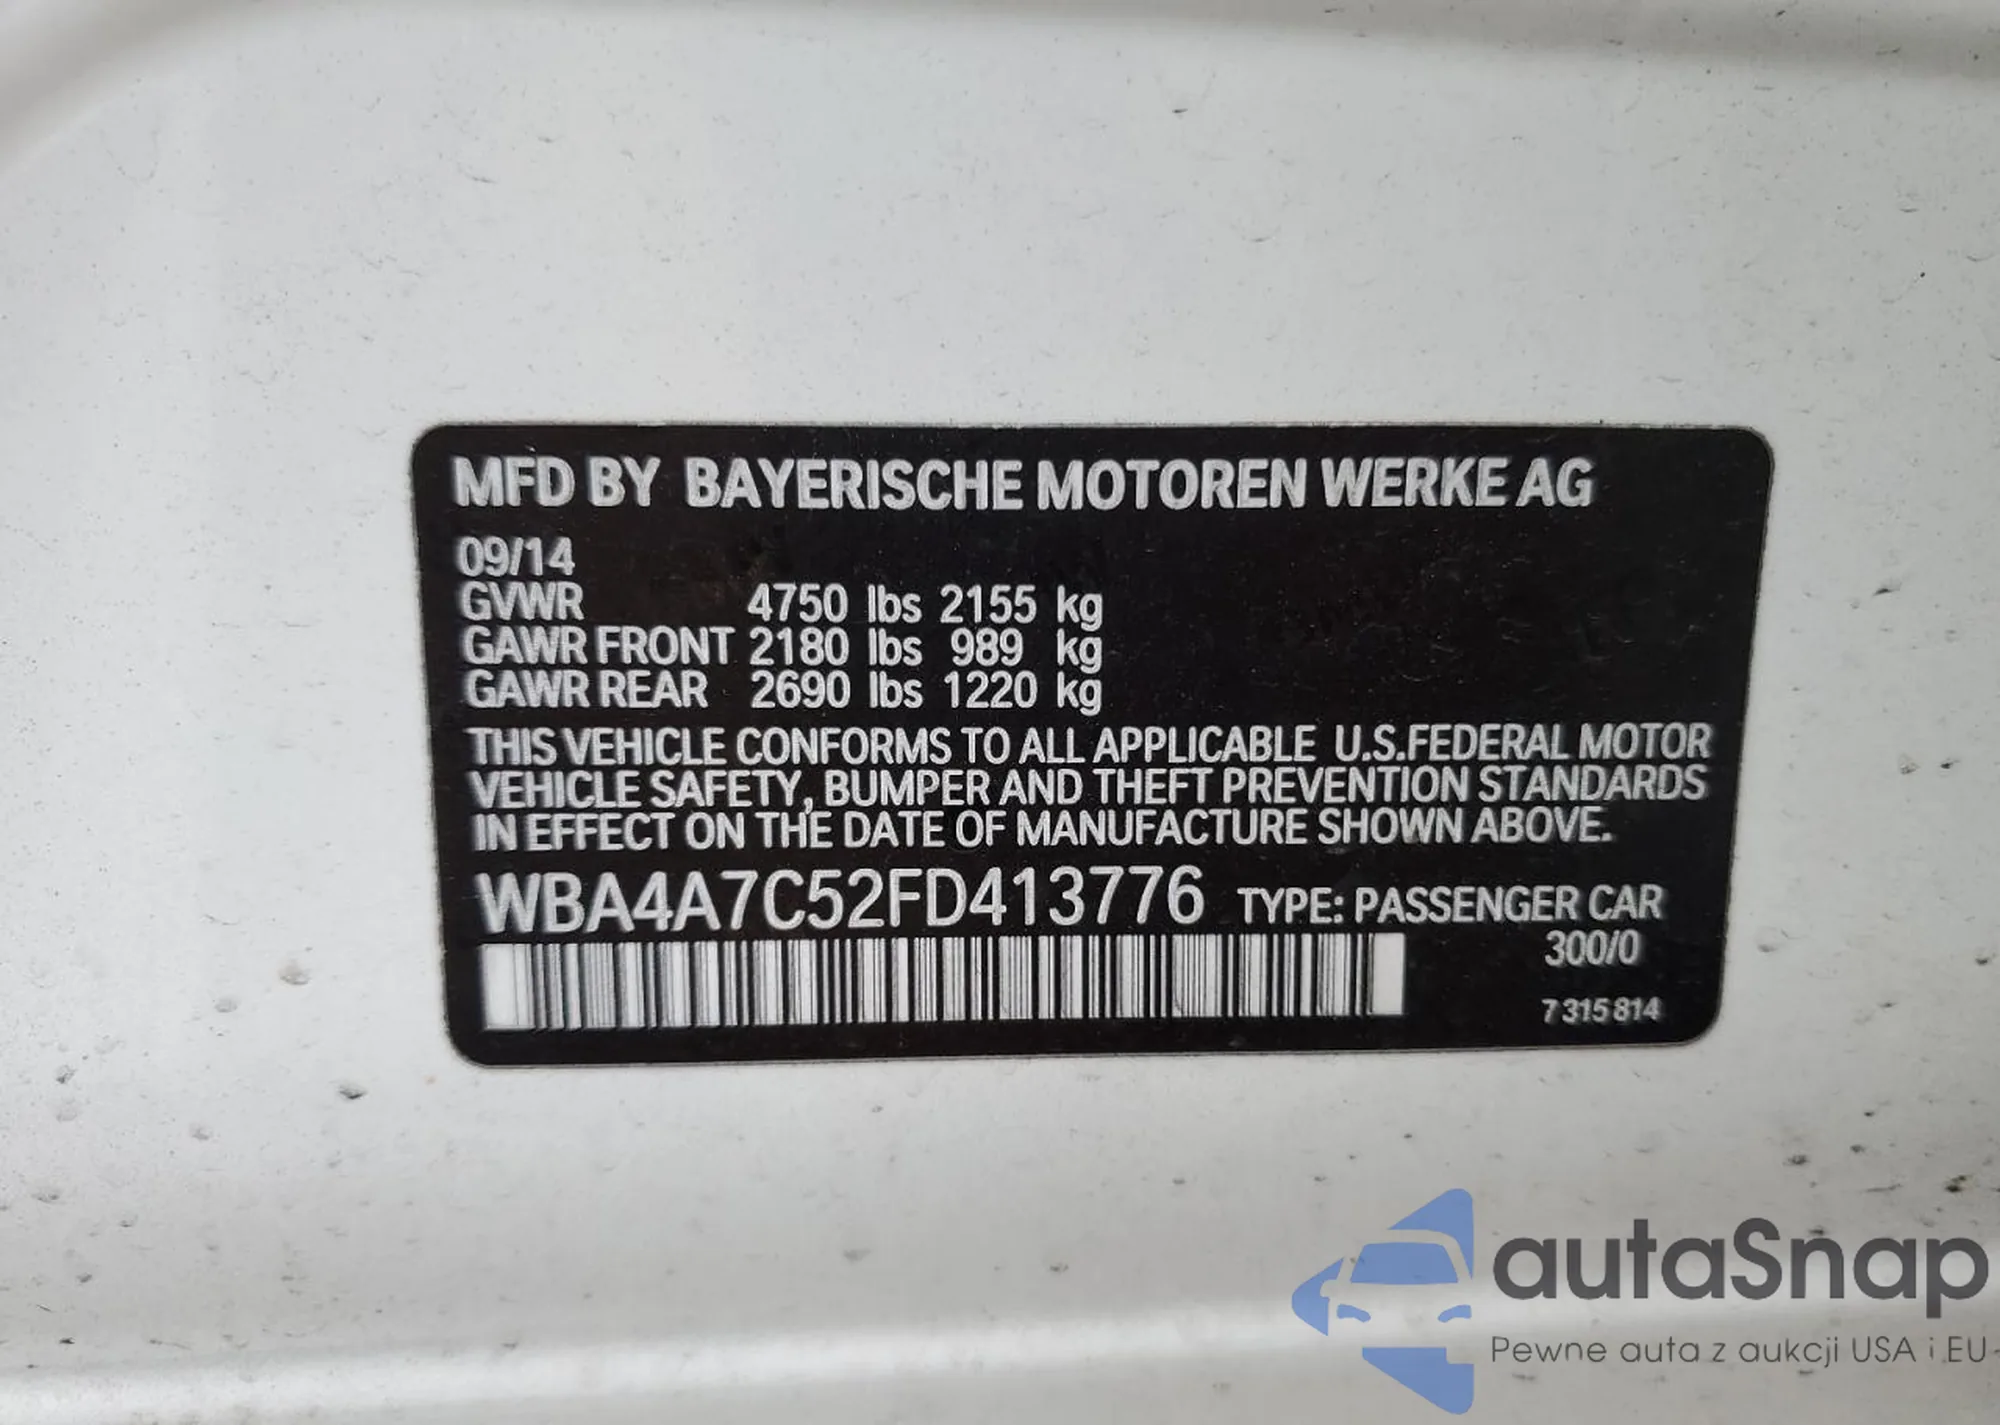 MFD BY BAYERISCHE MOTOREN WERKE AG
09/14
GVWR 4750 lbs 2155 kg
GAWR FRONT 2180 lbs 989 kg
GAWR REAR 2690 lbs 1220 kg
THIS VEHICLE CONFORMS TO ALL APPLICABLE U.S.FEDERAL MOTOR
VEHICLE SAFETY, BUMPER AND THEFT PREVENTION STANDARDS
IN EFFECT ON THE DATE OF MANUFACTURE SHOWN ABOVE.
WBA4A7C52FD413776 TYPE: PASSENGER CAR
300/0
7 315 814
autaSnap
Pewne auta z aukcji USA i EU